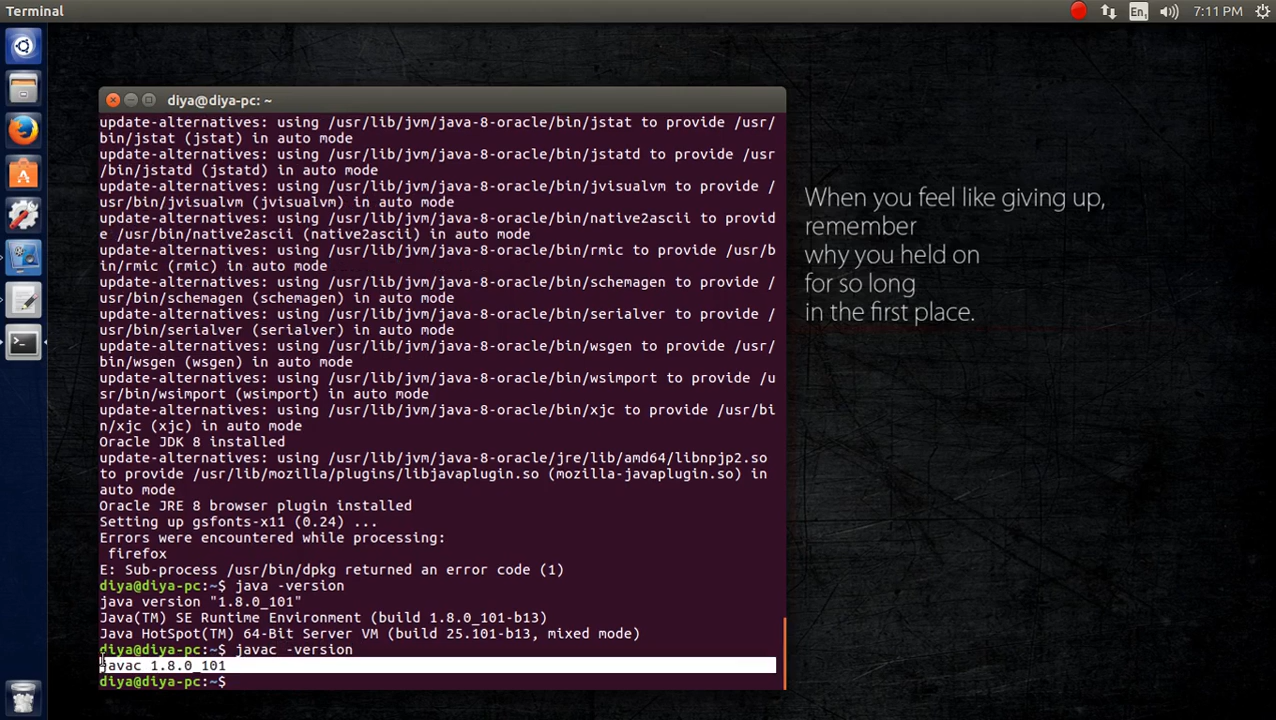 Terminal
En1
7:11 PM
diya@diya-pc: ~
update-alternatives: using /usr/lib/jvm/java-8-oracle/bin/jstat to provide /usr/
bin/jstat (jstat) in auto mode
update-alternatives: using /usr/lib/jvm/java-8-oracle/bin/jstatd to provide /usr
/bin/jstatd (jstatd) in auto mode
update-alternatives: using /usr/lib/jvm/java-8-oracle/bin/jvisualvm to provide /
usr/bin/jvisualvm (jvisualvm) in auto mode
update-alternatives: using /usr/lib/jvm/java-8-oracle/bin/native2ascii to provid
e /usr/bin/native2ascii (native2ascii) in auto mode
update-alternatives: using /usr/lib/jvm/java-8-oracle/bin/rmic to provide /usr/b
in/rmic (rmic) in auto mode
update-alternatives: using /usr/lib/jvm/java-8-oracle/bin/schemagen to provide /
usr/bin/schemagen (schemagen) in auto mode
update-alternatives: using /usr/lib/jvm/java-8-oracle/bin/serialver to provide /
usr/bin/serialver (serialver) in auto mode
update-alternatives: using /usr/lib/jvm/java-8-oracle/bin/wsgen to provide /usr/
bin/wsgen (wsgen) in auto mode
update-alternatives: using /usr/lib/jvm/java-8-oracle/bin/wsimport to provide /u
sr/bin/wsimport (wsimport) in auto mode
update-alternatives: using /usr/lib/jvm/java-8-oracle/bin/xjc to provide /usr/bi
n/xjc (xjc) in auto mode
Oracle JDK 8 installed
update-alternatives: using /usr/lib/jvm/java-8-oracle/jre/lib/amd64/libnpjp2.so
to provide /usr/lib/mozilla/plugins/libjavaplugin.so (mozilla-javaplugin.so) in
auto mode
Oracle JRE 8 browser plugin installed
Setting up gsfonts-x11 (0.24) ...
Errors were encountered while processing:
firefox
E: Sub-process /usr/bin/dpkg returned an error code (1)
diya@diya-pc:~$ java -version
java version "1.8.0_101"
Java(TM) SE Runtime Environment (build 1.8.0_101-b13)
Java HotSpot(TM) 64-Bit Server VM (build 25.101-b13, mixed mode)
diya@diya-pc:~$ javac -version
javac 1.8.0_101
diya@diya-pc:~$
When you feel like giving up,
remember
why you held on
for so long
in the first place.